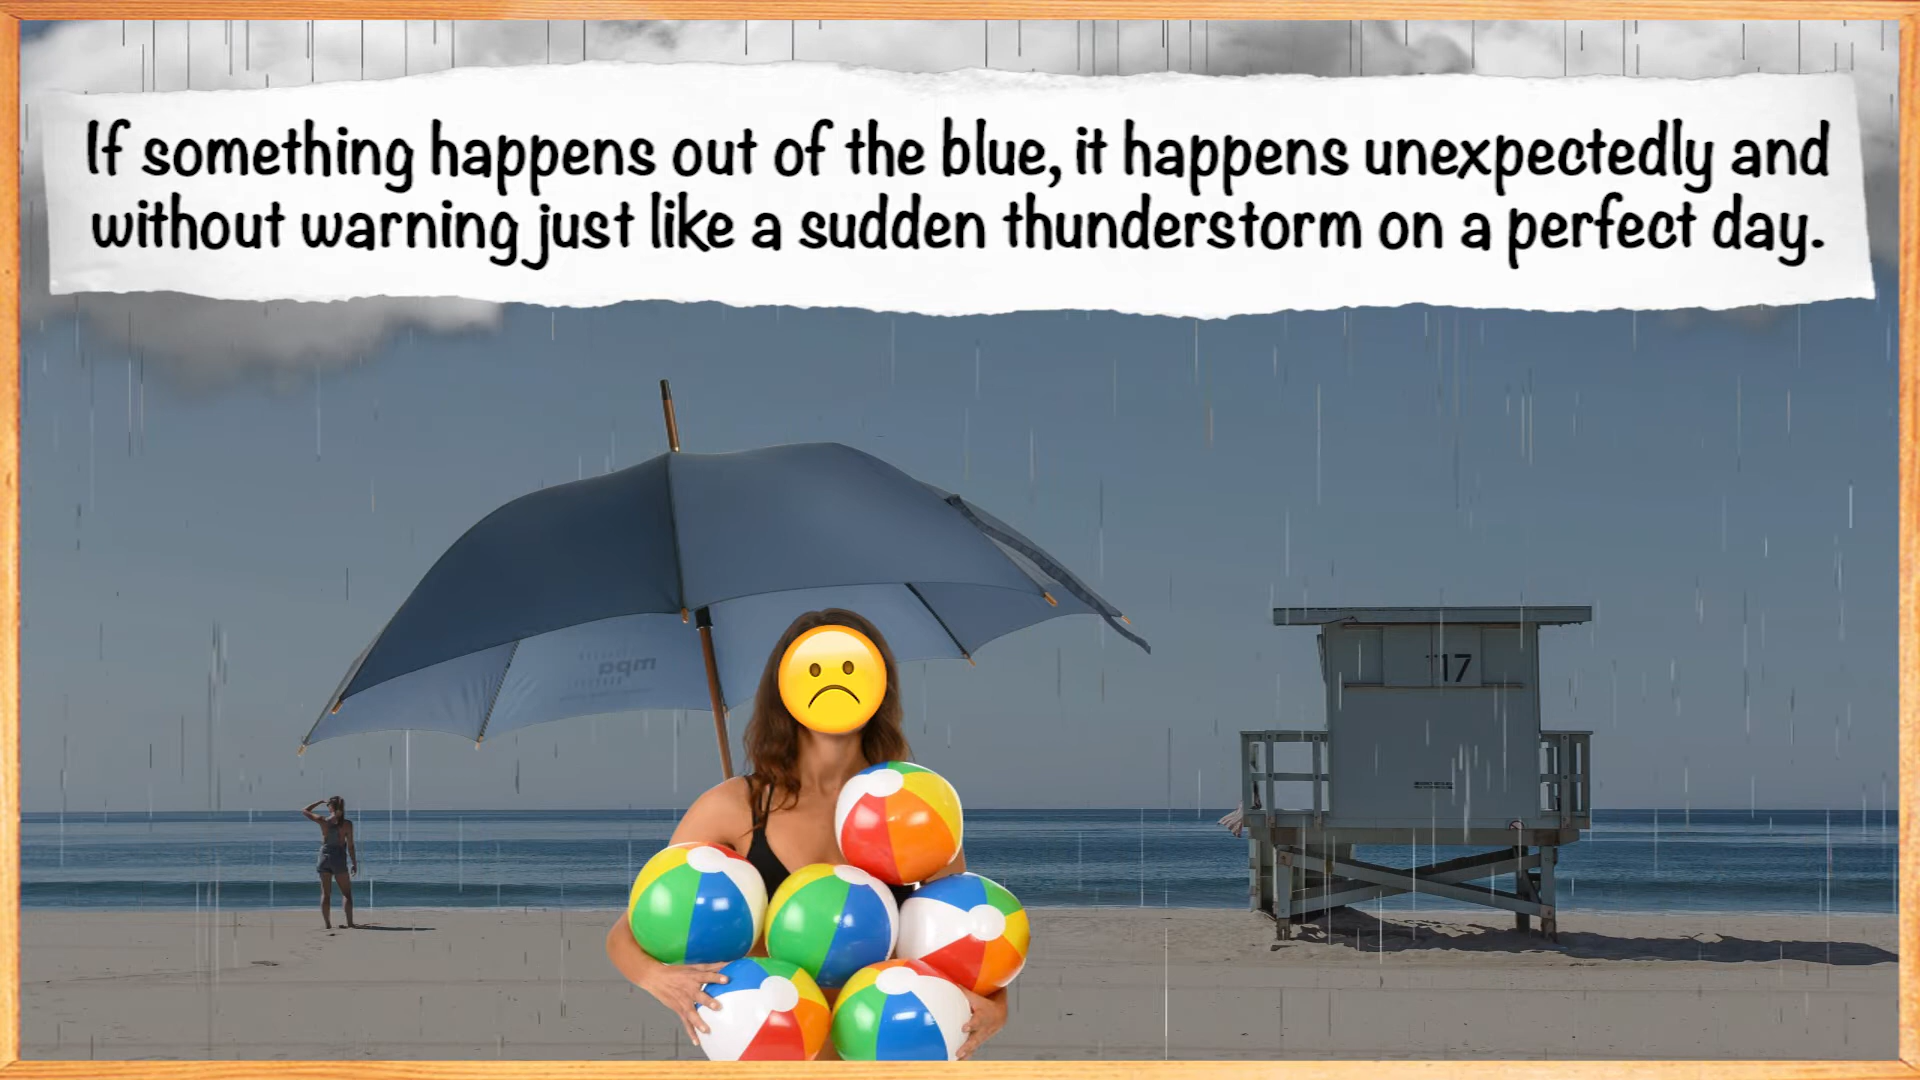 If something happens out of the blue, it happens unexpectedly and
without warning just like a sudden thunderstorm on a perfect day.
mpa
17